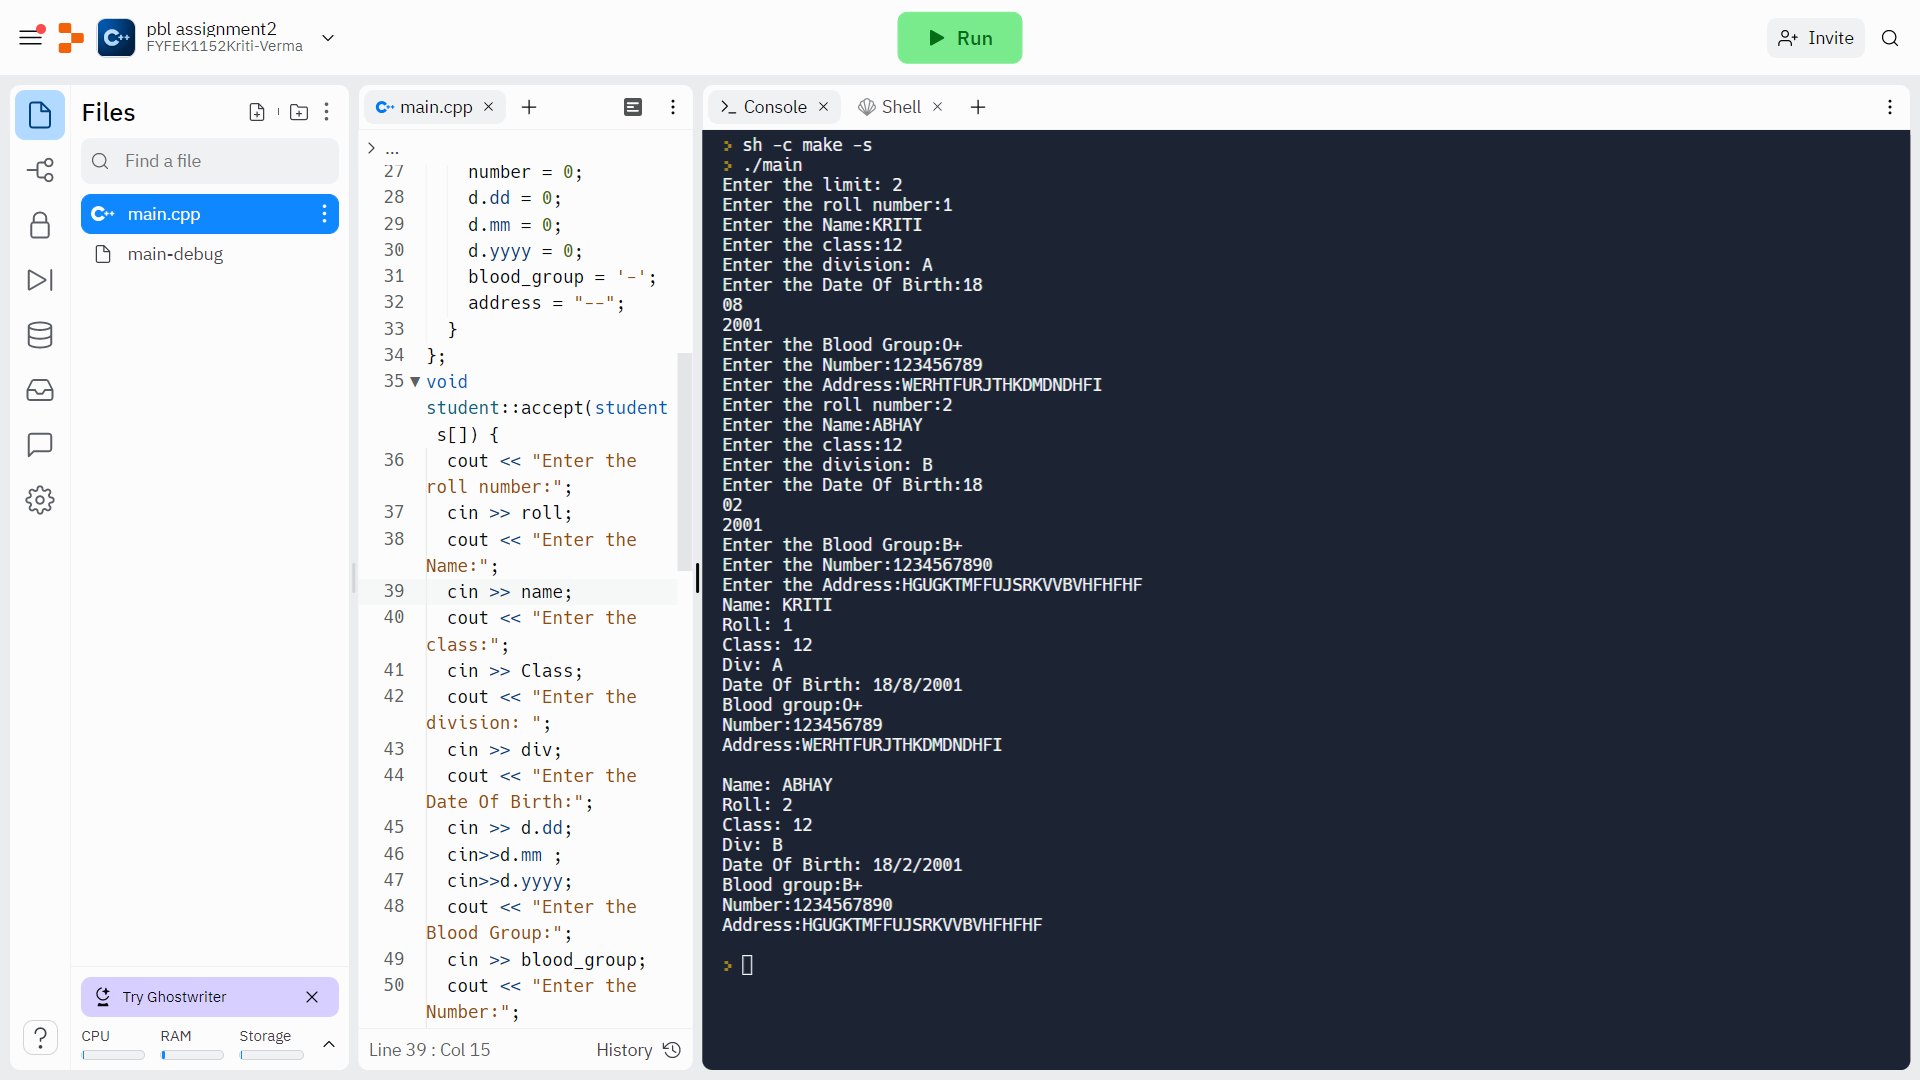 pbl assignment2
FYFEK1152Kriti-Verma
Run
Invite
Files
Find a file
main.cpp
main-debug
Try Ghostwriter
CPU RAM Storage
main.cpp
...
27 number = 0;
28 d.dd = 0;
29 d.mm = 0;
30 d.yyyy = 0;
31 blood_group = '-';
32 address = "--";
33 }
34 };
35 void
student::accept(student
s[]) {
36 cout << "Enter the
roll number:";
37 cin >> roll;
38 cout << "Enter the
Name:";
39 cin >> name;
40 cout << "Enter the
class:";
41 cin >> Class;
42 cout << "Enter the
division: ";
43 cin >> div;
44 cout << "Enter the
Date Of Birth:";
45 cin >> d.dd;
46 cin>>d.mm ;
47 cin>>d.yyyy;
48 cout << "Enter the
Blood Group:";
49 cin >> blood_group;
50 cout << "Enter the
Number:";
Line 39 : Col 15 History
Console Shell
sh -c make -s
./main
Enter the limit: 2
Enter the roll number:1
Enter the Name:KRITI
Enter the class:12
Enter the division: A
Enter the Date Of Birth:18
08
2001
Enter the Blood Group:O+
Enter the Number:123456789
Enter the Address:WERHTFURJTHKDMDNDHFI
Enter the roll number:2
Enter the Name:ABHAY
Enter the class:12
Enter the division: B
Enter the Date Of Birth:18
02
2001
Enter the Blood Group:B+
Enter the Number:1234567890
Enter the Address:HGUGKTMFFUJSRKVVBVHFHFHF
Name: KRITI
Roll: 1
Class: 12
Div: A
Date Of Birth: 18/8/2001
Blood group:O+
Number:123456789
Address:WERHTFURJTHKDMDNDHFI
Name: ABHAY
Roll: 2
Class: 12
Div: B
Date Of Birth: 18/2/2001
Blood group:B+
Number:1234567890
Address:HGUGKTMFFUJSRKVVBVHFHFHF